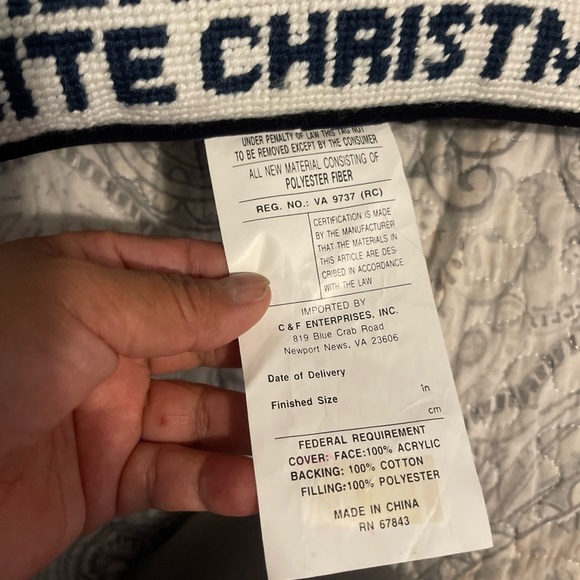 ITE CHRISTM
UNDER PENALTY OF LAW THIS TAG NOT
TO BE REMOVED EXCEPT BY THE CONSUMER
ALL NEW MATERIAL CONSISTING OF
POLYESTER FIBER
REG. NO.: VA 9737 (RC)
CERTIFICATION IS MADE
BY THE MANUFACTURER
THAT THE MATERIALS IN
THIS ARTICLE ARE DES-
CRIBED IN ACCORDANCE
WITH THE LAW
IMPORTED BY
C & F ENTERPRISES, INC.
819 Blue Crab Road
Newport News, VA 23606
Date of Delivery
Finished Size in
cm
FEDERAL REQUIREMENT
COVER: FACE:100% ACRYLIC
BACKING: 100% COTTON
FILLING:100% POLYESTER
MADE IN CHINA
RN 67843